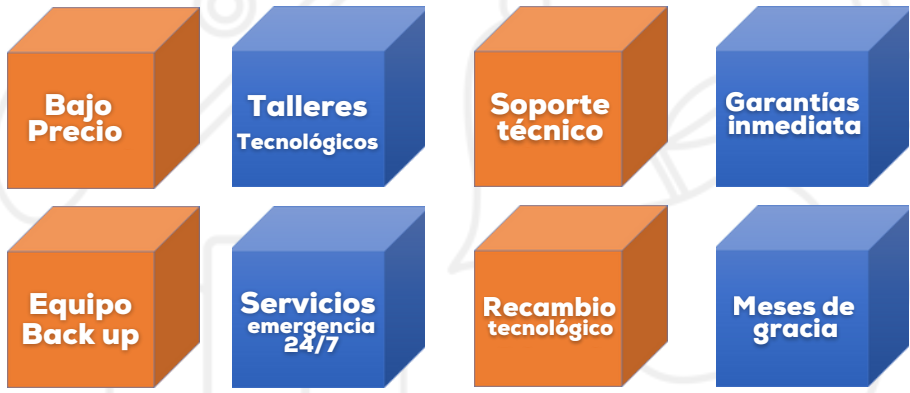 Bajo
Precio
Talleres
Tecnológicos
Soporte
técnico
Garantías
inmediata
Equipo
Back up
Servicios
emergencia
24/7
Recambio
tecnológico
Meses de
gracia